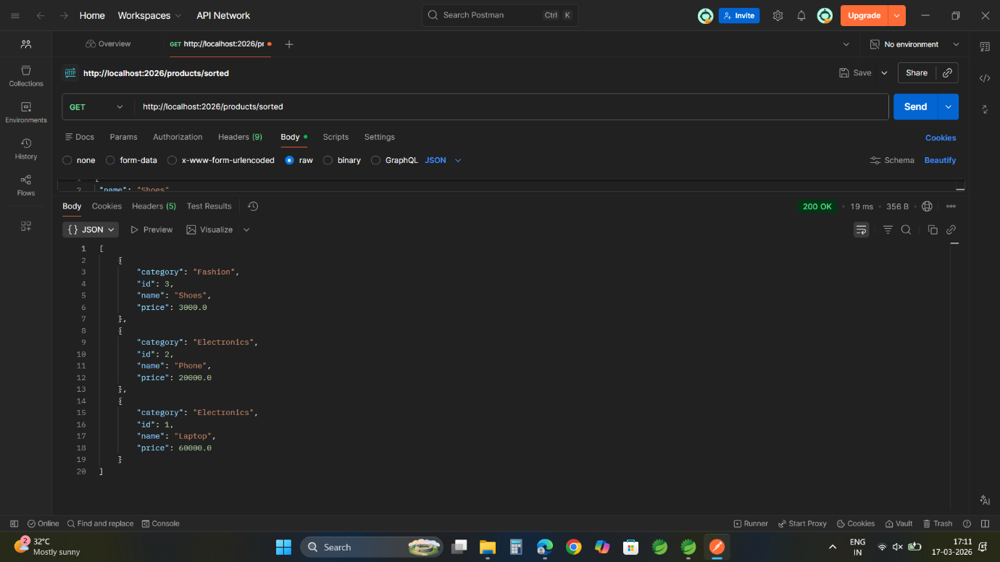 Home Workspaces API Network Search Postman Ctrl K Invite Upgrade
Overview GET http://localhost:2026/pr No environment
HTTP http://localhost:2026/products/sorted Save Share
Collections
GET http://localhost:2026/products/sorted Send
Environments
Docs Params Authorization Headers (9) Body Scripts Settings Cookies
History
none form-data x-www-form-urlencoded raw binary GraphQL JSON Schema Beautify
Flows
2 "name": "Shoes"
Body Cookies Headers (5) Test Results 200 OK 19 ms 356 B
{} JSON Preview Visualize
1 [
2 {
3 "category": "Fashion",
4 "id": 3,
5 "name": "Shoes",
6 "price": 3000.0
7 },
8 {
9 "category": "Electronics",
10 "id": 2,
11 "name": "Phone",
12 "price": 20000.0
13 },
14 {
15 "category": "Electronics",
16 "id": 1,
17 "name": "Laptop",
18 "price": 60000.0
19 }
20 ]
AI
Online Find and replace Console Runner Start Proxy Cookies Vault Trash
2 32°C
Mostly sunny
Search
ENG
IN
17:11
17-03-2026